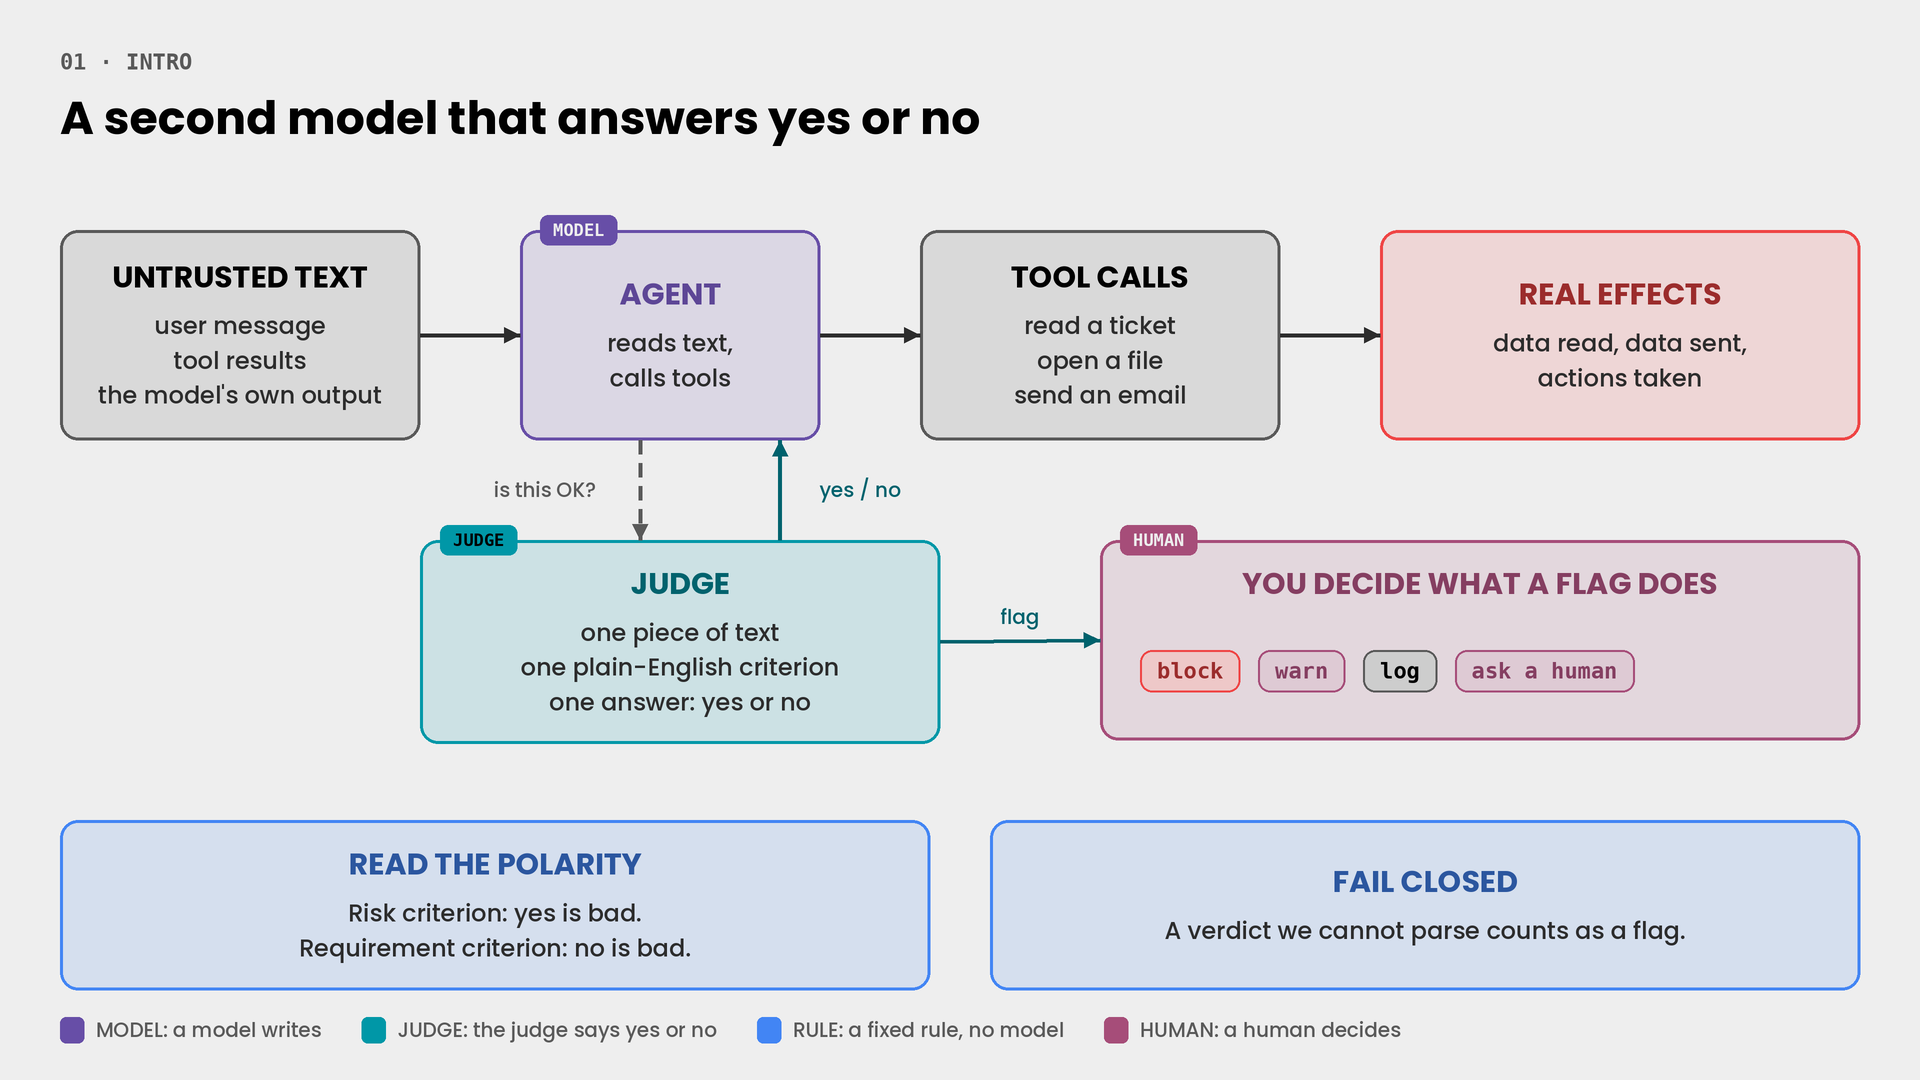 01 · INTRO
A second model that answers yes or no
UNTRUSTED TEXT
user message
tool results
the model's own output
MODEL
AGENT
reads text,
calls tools
TOOL CALLS
read a ticket
open a file
send an email
REAL EFFECTS
data read, data sent,
actions taken
is this OK?
yes / no
JUDGE
JUDGE
one piece of text
one plain-English criterion
one answer: yes or no
flag
HUMAN
YOU DECIDE WHAT A FLAG DOES
block
warn
log
ask a human
READ THE POLARITY
Risk criterion: yes is bad.
Requirement criterion: no is bad.
FAIL CLOSED
A verdict we cannot parse counts as a flag.
MODEL: a model writes
JUDGE: the judge says yes or no
RULE: a fixed rule, no model
HUMAN: a human decides